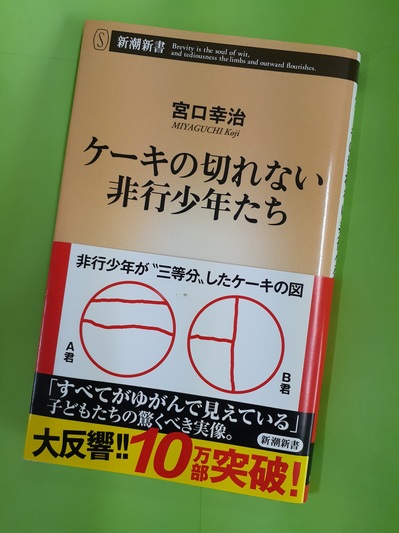 S
新潮新書
Brevity is the soul of wit,
and tediousness the limbs and outward flourishes.
宮口幸治
MIYAGUCHI Koji
ケーキの切れない
非行少年たち
非行少年が〝三等分〟したケーキの図
A君
B君
「すべてがゆがんで見えている」
子どもたちの驚くべき実像。
新潮新書
大反響!!10万部突破!